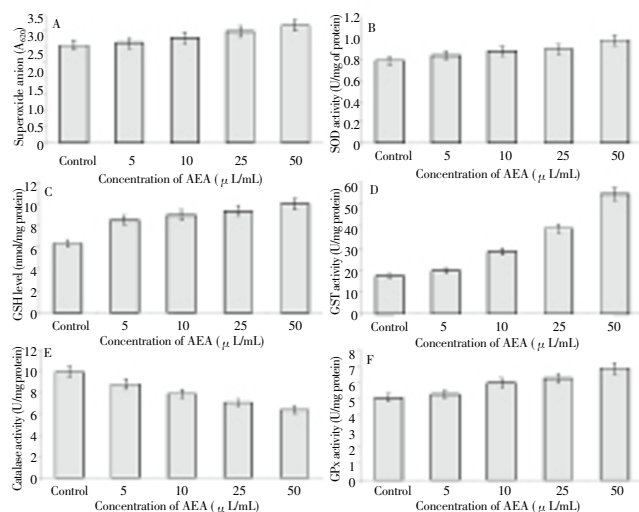 A
Superoxide anion (A620)
3.5
3.0
2.5
2.0
1.5
1.0
0.5
0
Control 5 10 25 50
Concentration of AEA ( μ L/mL)
B
SOD activity (U/mg of protein)
1.2
1.0
0.8
0.6
0.4
0.2
0
Control 5 10 25 50
Concentration of AEA ( μ L/mL)
C
GSH level (nmol/mg protein)
12
10
8
6
4
2
0
Control 5 10 25 50
Concentration of AEA ( μ L/mL)
D
GST activity (U/mg protein)
60
50
40
30
20
10
0
Control 5 10 25 50
Concentration of AEA ( μ L/mL)
E
Catalase activity (U/mg protein)
12
10
8
6
4
2
0
Control 5 10 25 50
Concentration of AEA ( μ L/mL)
F
GPx activity (U/mg protein)
8
7
6
5
4
3
2
1
0
Control 5 10 25 50
Concentration of AEA ( μ L/mL)